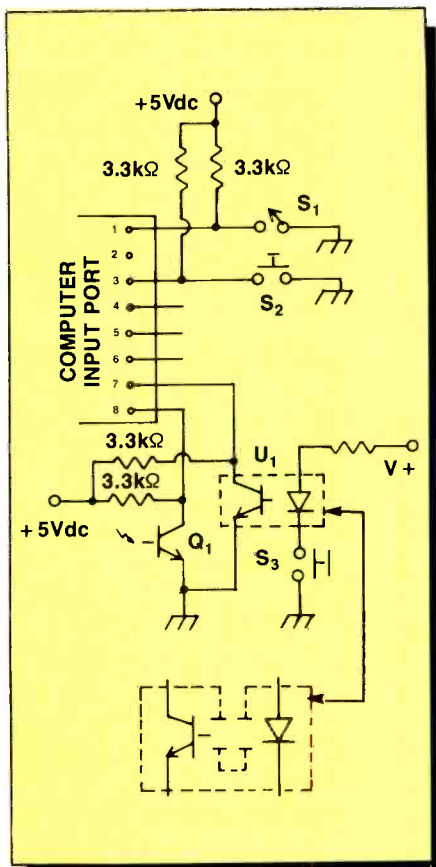 +5Vdc
3.3kΩ 3.3kΩ
S1
1
2
3
S2
4
5
6
7
8
COMPUTER
INPUT PORT
3.3kΩ
U1
3.3kΩ
V+
+5Vdc
Q1
S3